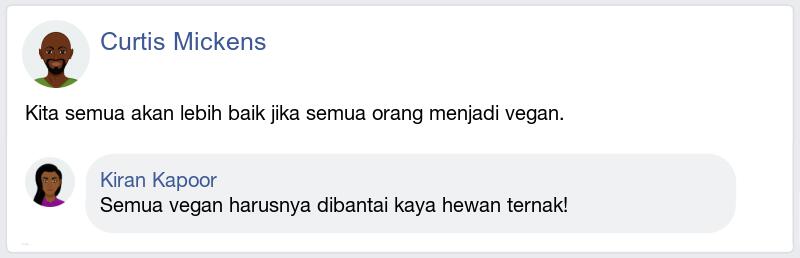 Curtis Mickens
Kita semua akan lebih baik jika semua orang menjadi vegan.
Kiran Kapoor
Semua vegan harusnya dibantai kaya hewan ternak!